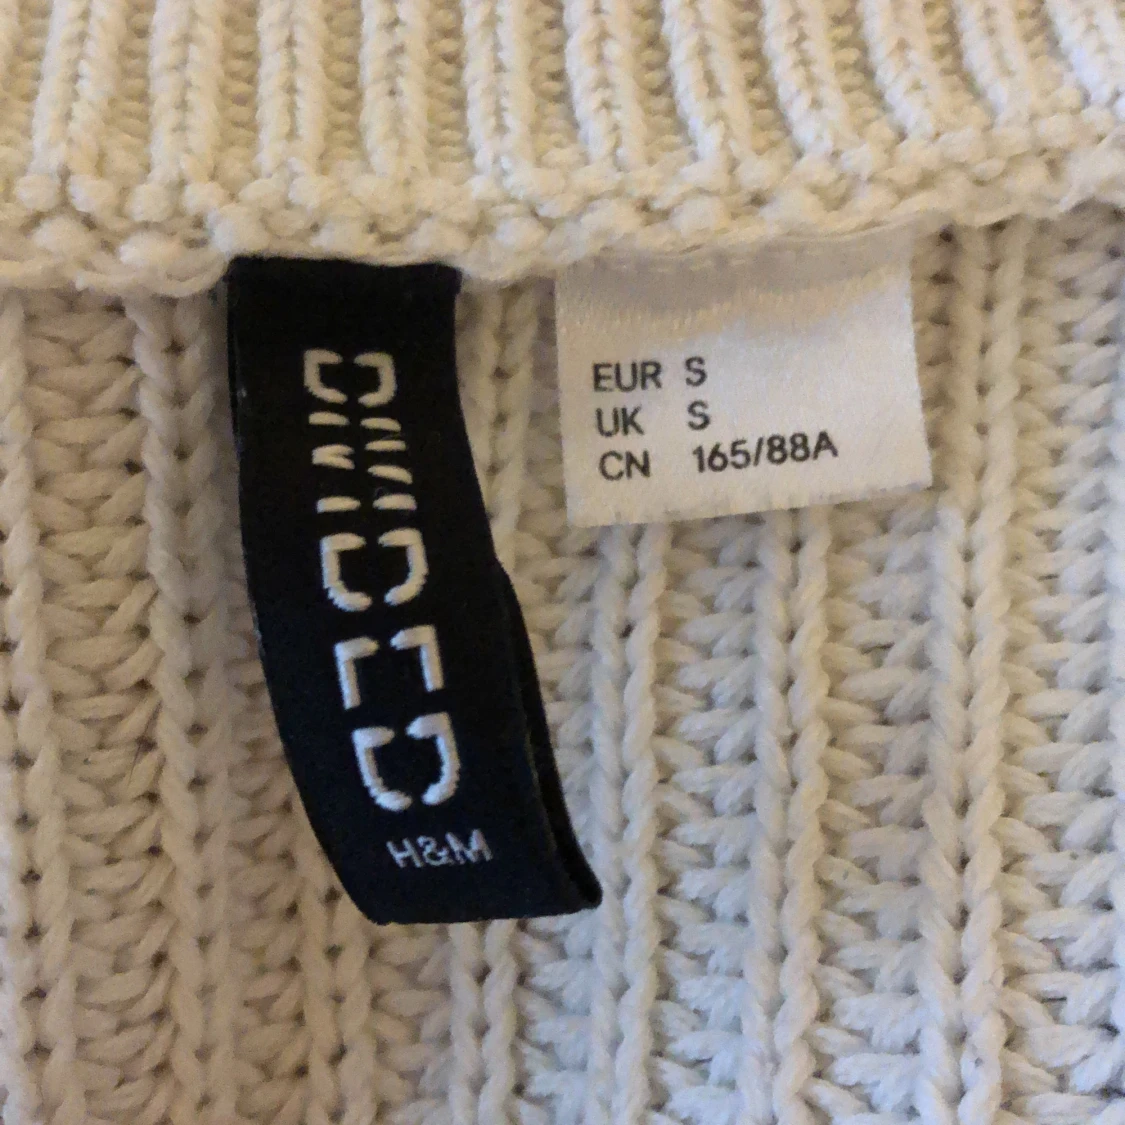 DIVIDED
H&M
EUR S
UK S
CN 165/88A